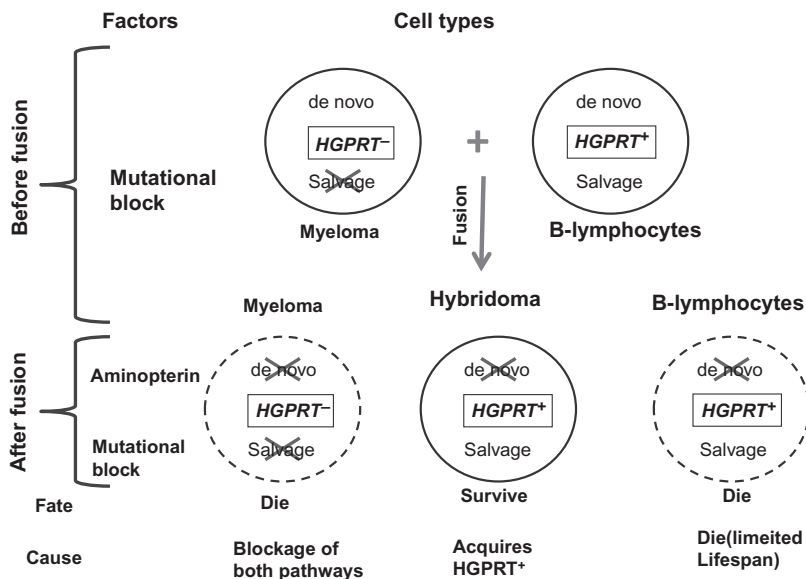 Factors
Cell types
Before fusion
Mutational
block
de novo
HGPRT–
Salvage
Myeloma
+
de novo
HGPRT+
Salvage
B-lymphocytes
Fusion
Myeloma
Hybridoma
B-lymphocytes
After fusion
Aminopterin
Mutational
block
de novo
HGPRT–
Salvage
de novo
HGPRT+
Salvage
de novo
HGPRT+
Salvage
Fate
Die
Survive
Die
Cause
Blockage of
both pathways
Acquires
HGPRT+
Die(limeited
Lifespan)